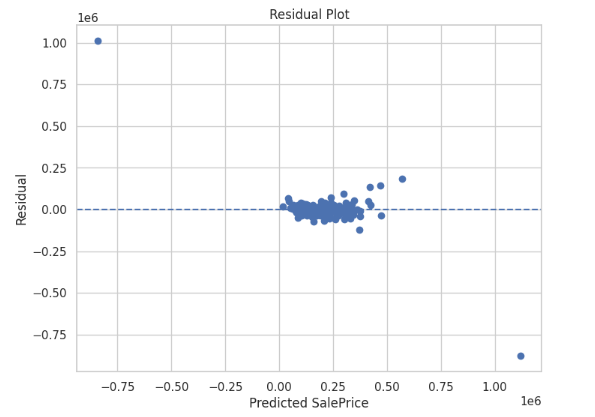 Residual Plot
1e6
1.00
0.75
0.50
0.25
0.00
−0.25
−0.50
−0.75
Residual
−0.75 −0.50 −0.25 0.00 0.25 0.50 0.75 1.00
1e6
Predicted SalePrice